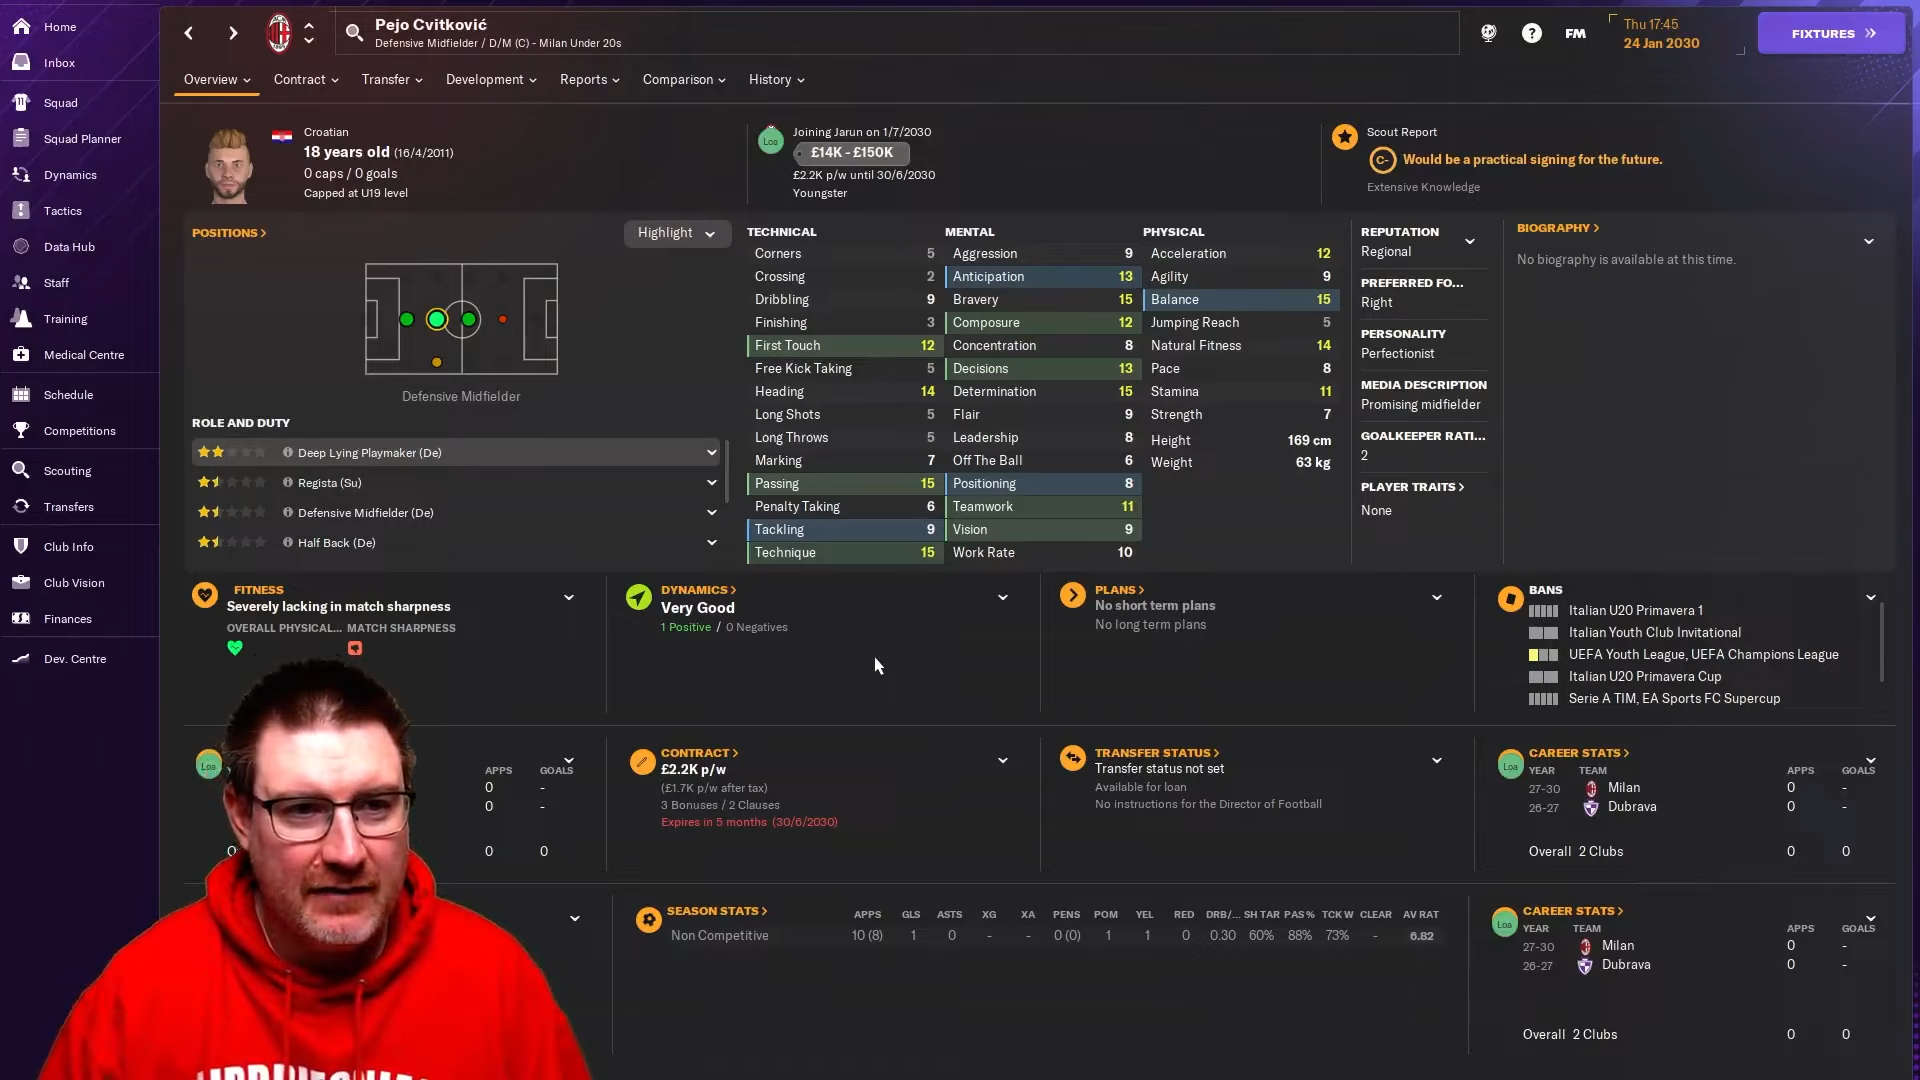 Home
Inbox
Squad
Squad Planner
Dynamics
Tactics
Data Hub
Staff
Training
Medical Centre
Schedule
Competitions
Scouting
Transfers
Club Info
Club Vision
Finances
Dev. Centre
Pejo Cvitković
Defensive Midfielder / D/M (C) - Milan Under 20s
FM
Thu 17:45
24 Jan 2030
FIXTURES
Overview
Contract
Transfer
Development
Reports
Comparison
History
Croatian
18 years old (16/4/2011)
0 caps / 0 goals
Capped at U19 level
Loa
Joining Jarun on 1/7/2030
£14K - £150K
£2.2K p/w until 30/6/2030
Youngster
Scout Report
C- Would be a practical signing for the future.
Extensive Knowledge
POSITIONS >
Highlight
Defensive Midfielder
ROLE AND DUTY
Deep Lying Playmaker (De)
Regista (Su)
Defensive Midfielder (De)
Half Back (De)
TECHNICAL
Corners 5
Crossing 2
Dribbling 9
Finishing 3
First Touch 12
Free Kick Taking 5
Heading 14
Long Shots 5
Long Throws 5
Marking 7
Passing 15
Penalty Taking 6
Tackling 9
Technique 15
MENTAL
Aggression 9
Anticipation 13
Bravery 15
Composure 12
Concentration 8
Decisions 13
Determination 15
Flair 9
Leadership 8
Off The Ball 6
Positioning 8
Teamwork 11
Vision 9
Work Rate 10
PHYSICAL
Acceleration 12
Agility 9
Balance 15
Jumping Reach 5
Natural Fitness 14
Pace 8
Stamina 11
Strength 7
Height 169 cm
Weight 63 kg
REPUTATION
Regional
PREFERRED FO...
Right
PERSONALITY
Perfectionist
MEDIA DESCRIPTION
Promising midfielder
GOALKEEPER RATI...
2
PLAYER TRAITS >
None
BIOGRAPHY >
No biography is available at this time.
FITNESS
Severely lacking in match sharpness
OVERALL PHYSICAL... MATCH SHARPNESS
DYNAMICS >
Very Good
1 Positive / 0 Negatives
PLANS >
No short term plans
No long term plans
BANS
Italian U20 Primavera 1
Italian Youth Club Invitational
UEFA Youth League, UEFA Champions League
Italian U20 Primavera Cup
Serie A TIM, EA Sports FC Supercup
Loa
APPS GOALS
0 -
0 -
0 0
CONTRACT >
£2.2K p/w
(£1.7K p/w after tax)
3 Bonuses / 2 Clauses
Expires in 5 months (30/6/2030)
TRANSFER STATUS >
Transfer status not set
Available for loan
No instructions for the Director of Football
Loa
CAREER STATS >
YEAR TEAM APPS GOALS
27-30 Milan 0 -
26-27 Dubrava 0 -
Overall 2 Clubs 0 0
SEASON STATS >
APPS GLS ASTS XG XA PENS POM YEL RED DRB/... SH TAR PAS % TCK W CLEAR AV RAT
Non Competitive 10 (8) 1 0 - - 0 (0) 1 1 0 0.30 60% 88% 73% - 6.82
Loa
CAREER STATS >
YEAR TEAM APPS GOALS
27-30 Milan 0 -
26-27 Dubrava 0 -
Overall 2 Clubs 0 0